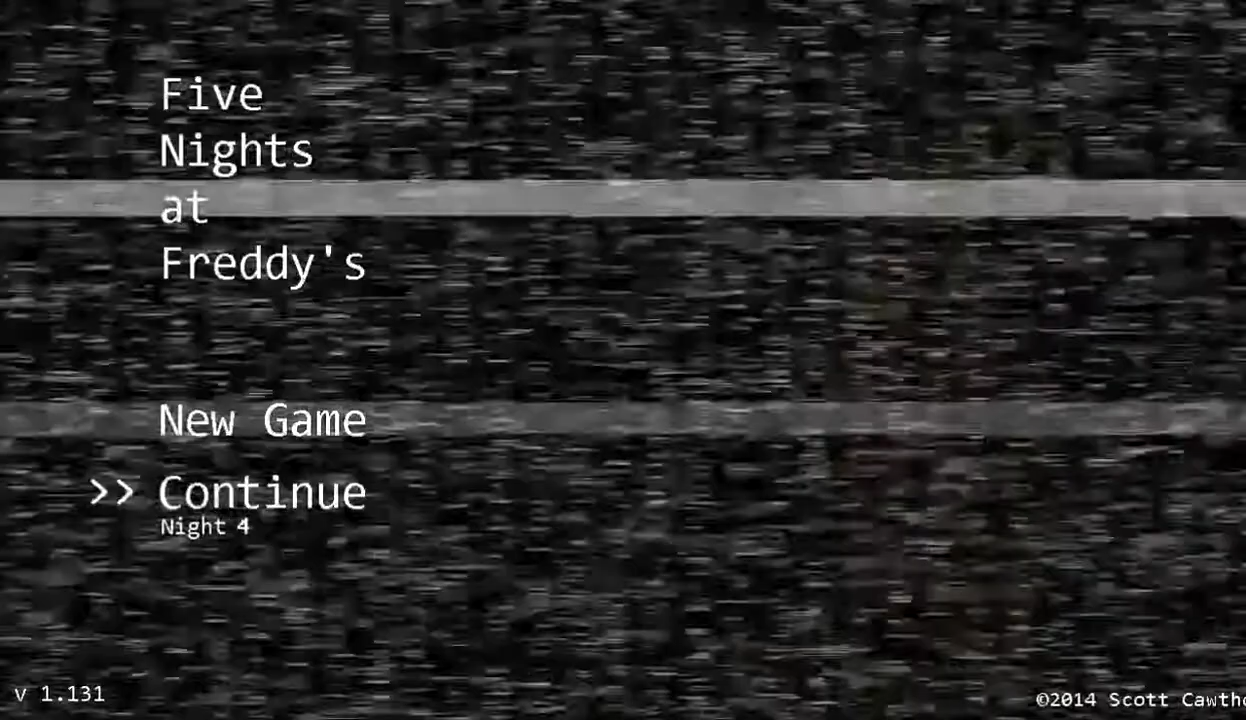 Five
Nights
at
Freddy's
New Game
>> Continue
Night 4
v 1.131
©2014 Scott Cawtho